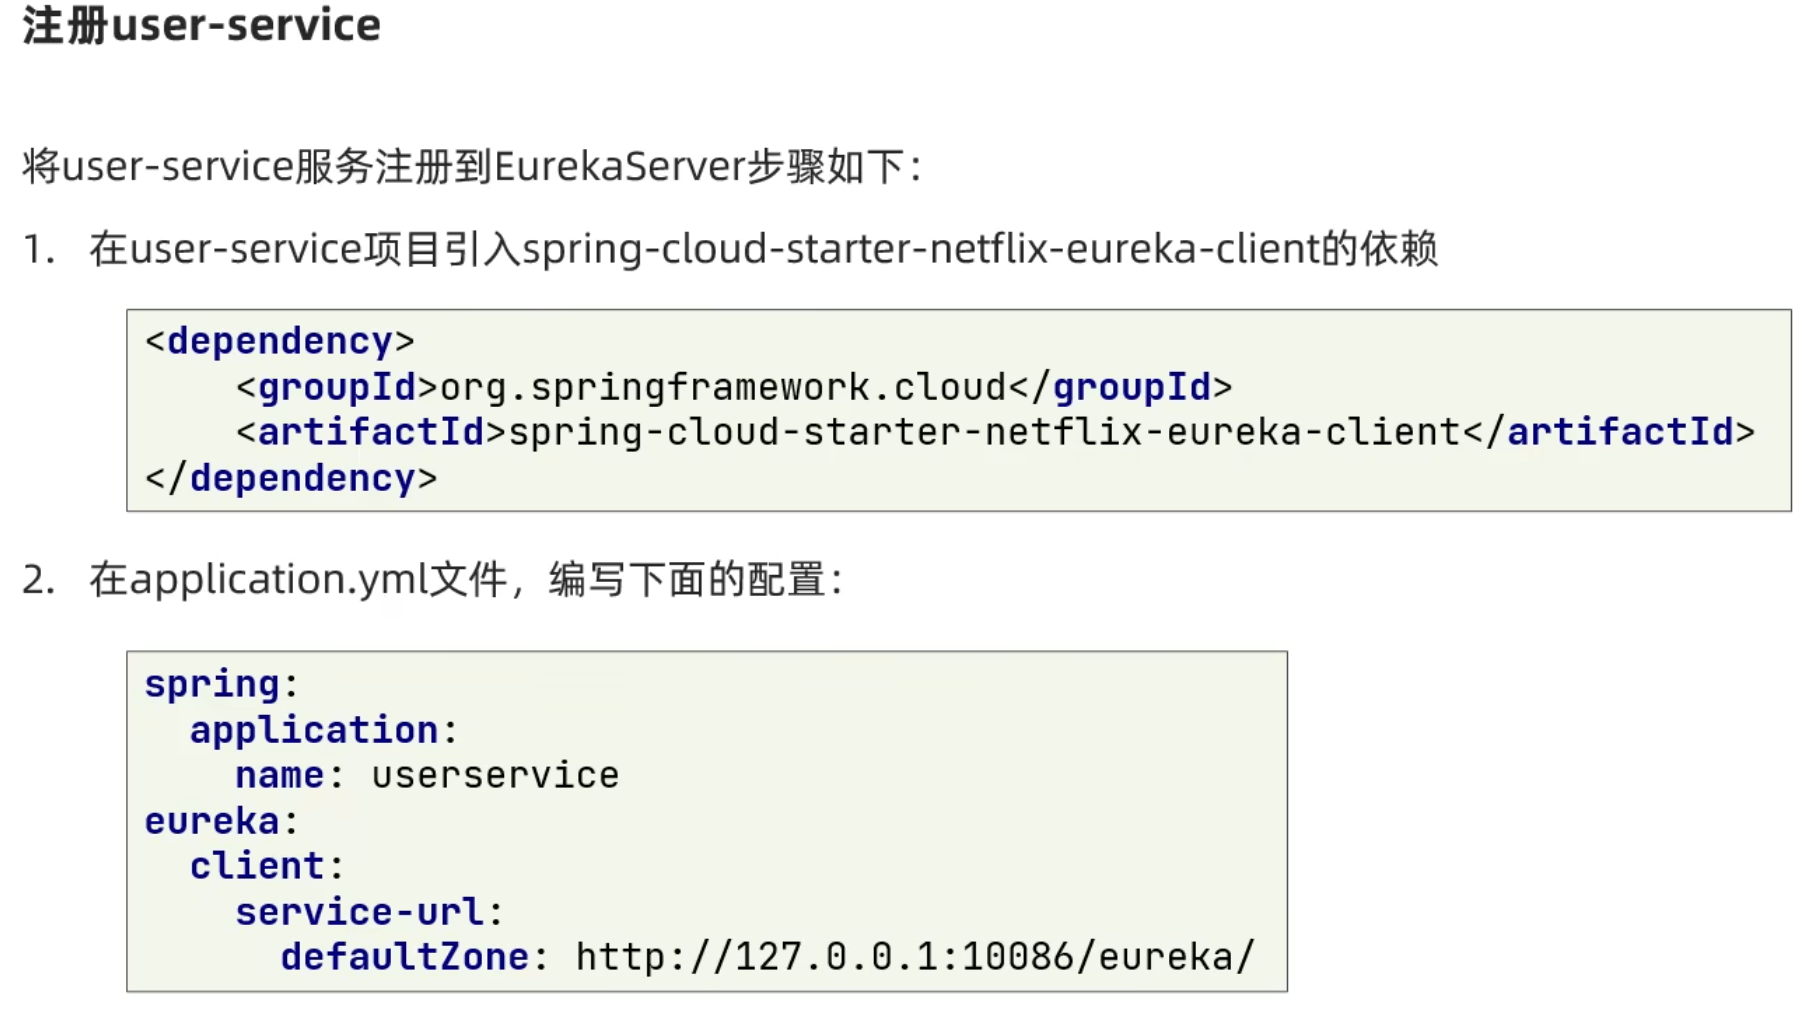 注册user-service
将user-service服务注册到EurekaServer步骤如下：
1. 在user-service项目引入spring-cloud-starter-netflix-eureka-client的依赖
<dependency>
    <groupId>org.springframework.cloud</groupId>
    <artifactId>spring-cloud-starter-netflix-eureka-client</artifactId>
</dependency>
2. 在application.yml文件，编写下面的配置：
spring:
  application:
    name: userservice
eureka:
  client:
    service-url:
      defaultZone: http://127.0.0.1:10086/eureka/